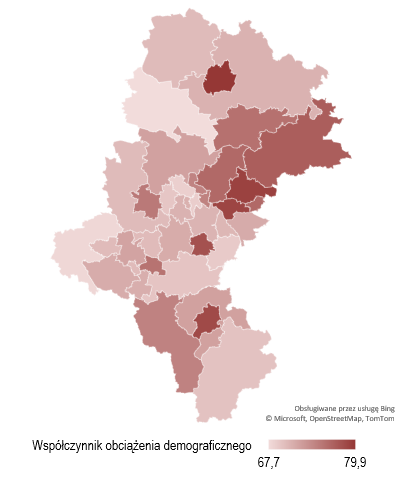 Obsługiwane przez usługę Bing
© Microsoft, OpenStreetMap, TomTom
Współczynnik obciążenia demograficznego
67,7 79,9